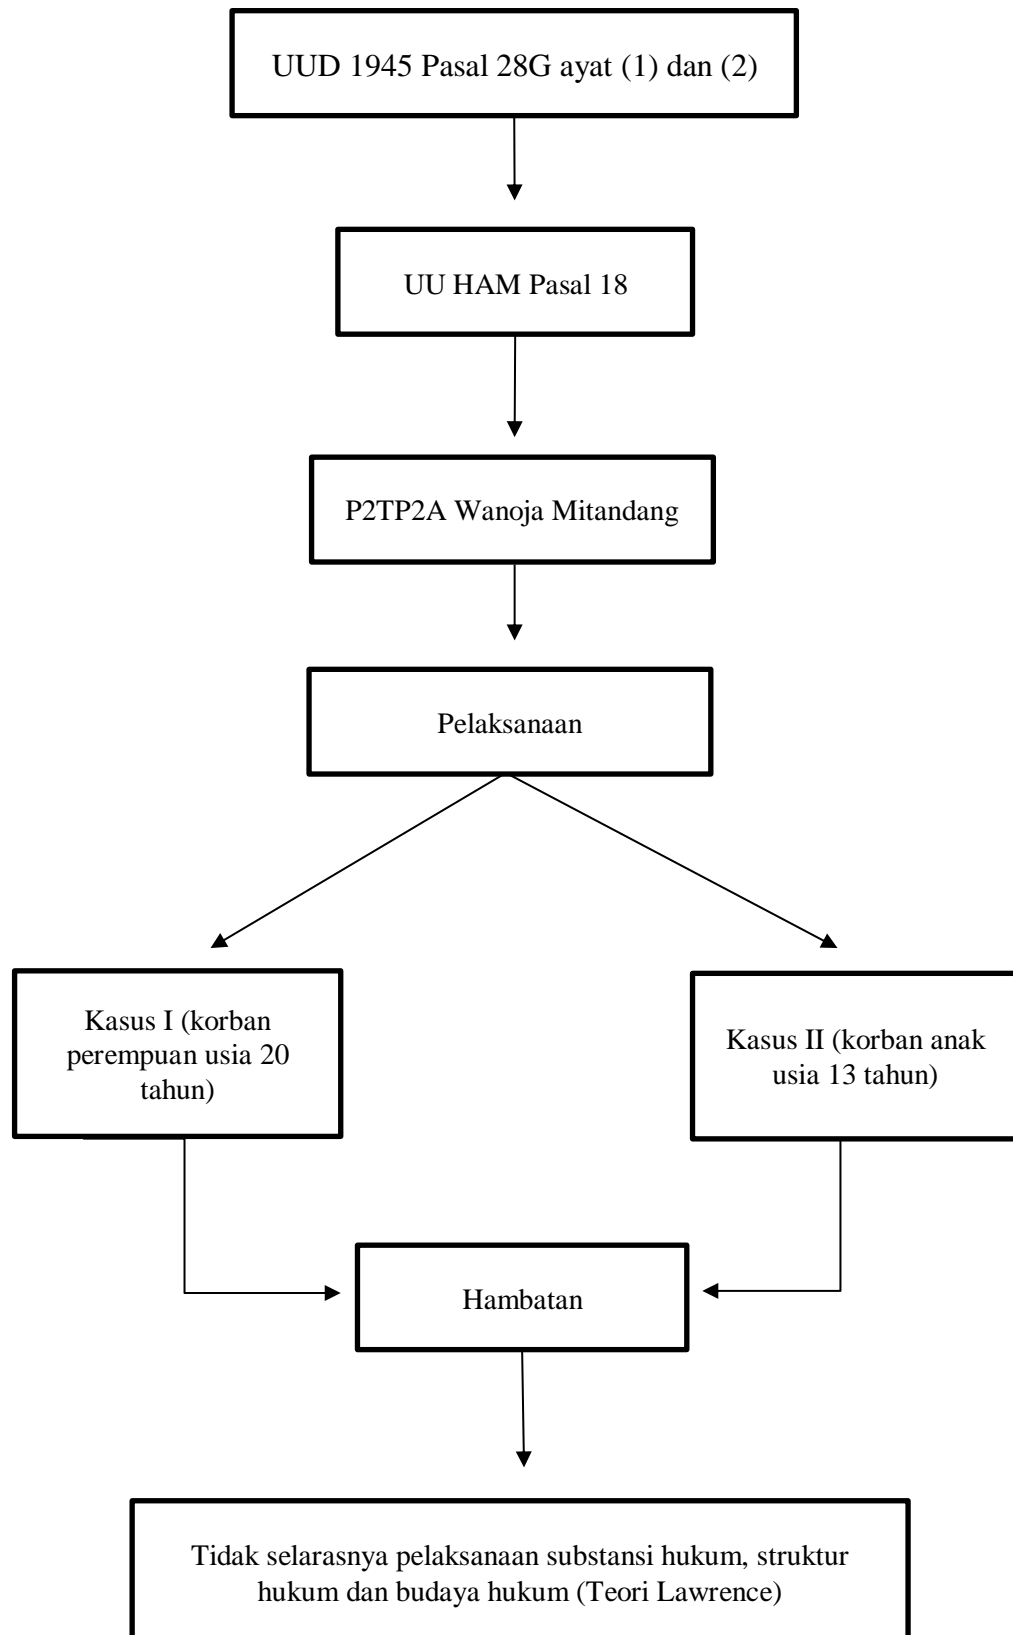 UUD 1945 Pasal 28G ayat (1) dan (2)
UU HAM Pasal 18
P2TP2A Wanoja Mitandang
Pelaksanaan
Kasus I (korban
perempuan usia 20
tahun)
Kasus II (korban anak
usia 13 tahun)
Hambatan
Tidak selarasnya pelaksanaan substansi hukum, struktur
hukum dan budaya hukum (Teori Lawrence)